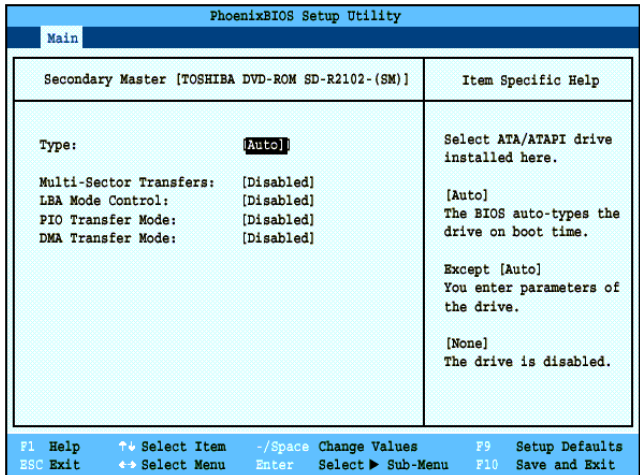 PhoenixBIOS Setup Utility
Main
Secondary Master [TOSHIBA DVD-ROM SD-R2102-(SM)]
Item Specific Help
Type: [Auto]
Multi-Sector Transfers: [Disabled]
LBA Mode Control: [Disabled]
PIO Transfer Mode: [Disabled]
DMA Transfer Mode: [Disabled]
Select ATA/ATAPI drive
installed here.
[Auto]
The BIOS auto-types the
drive on boot time.
Except [Auto]
You enter parameters of
the drive.
[None]
The drive is disabled.
F1 Help ↑↓ Select Item -/Space Change Values F9 Setup Defaults
ESC Exit ↔ Select Menu Enter Select ▶ Sub-Menu F10 Save and Exit